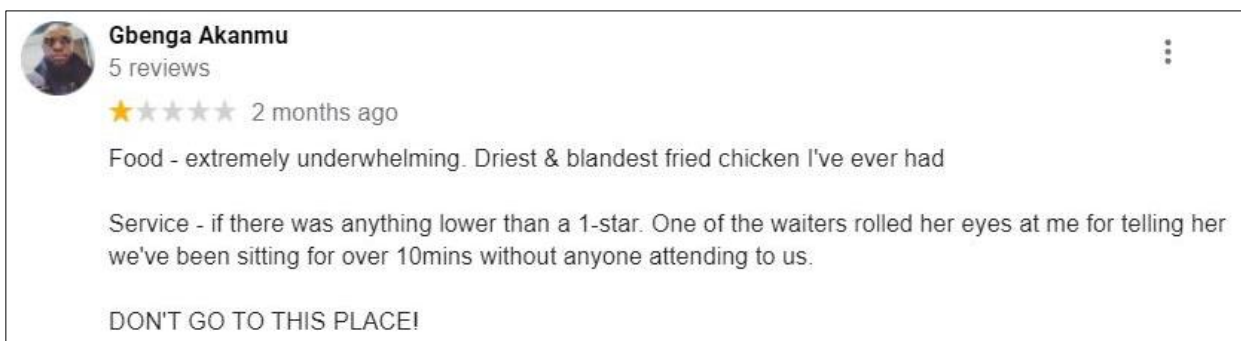 Gbenga Akanmu
5 reviews
2 months ago
Food - extremely underwhelming. Driest & blandest fried chicken I've ever had
Service - if there was anything lower than a 1-star. One of the waiters rolled her eyes at me for telling her
we've been sitting for over 10mins without anyone attending to us.
DON'T GO TO THIS PLACE!